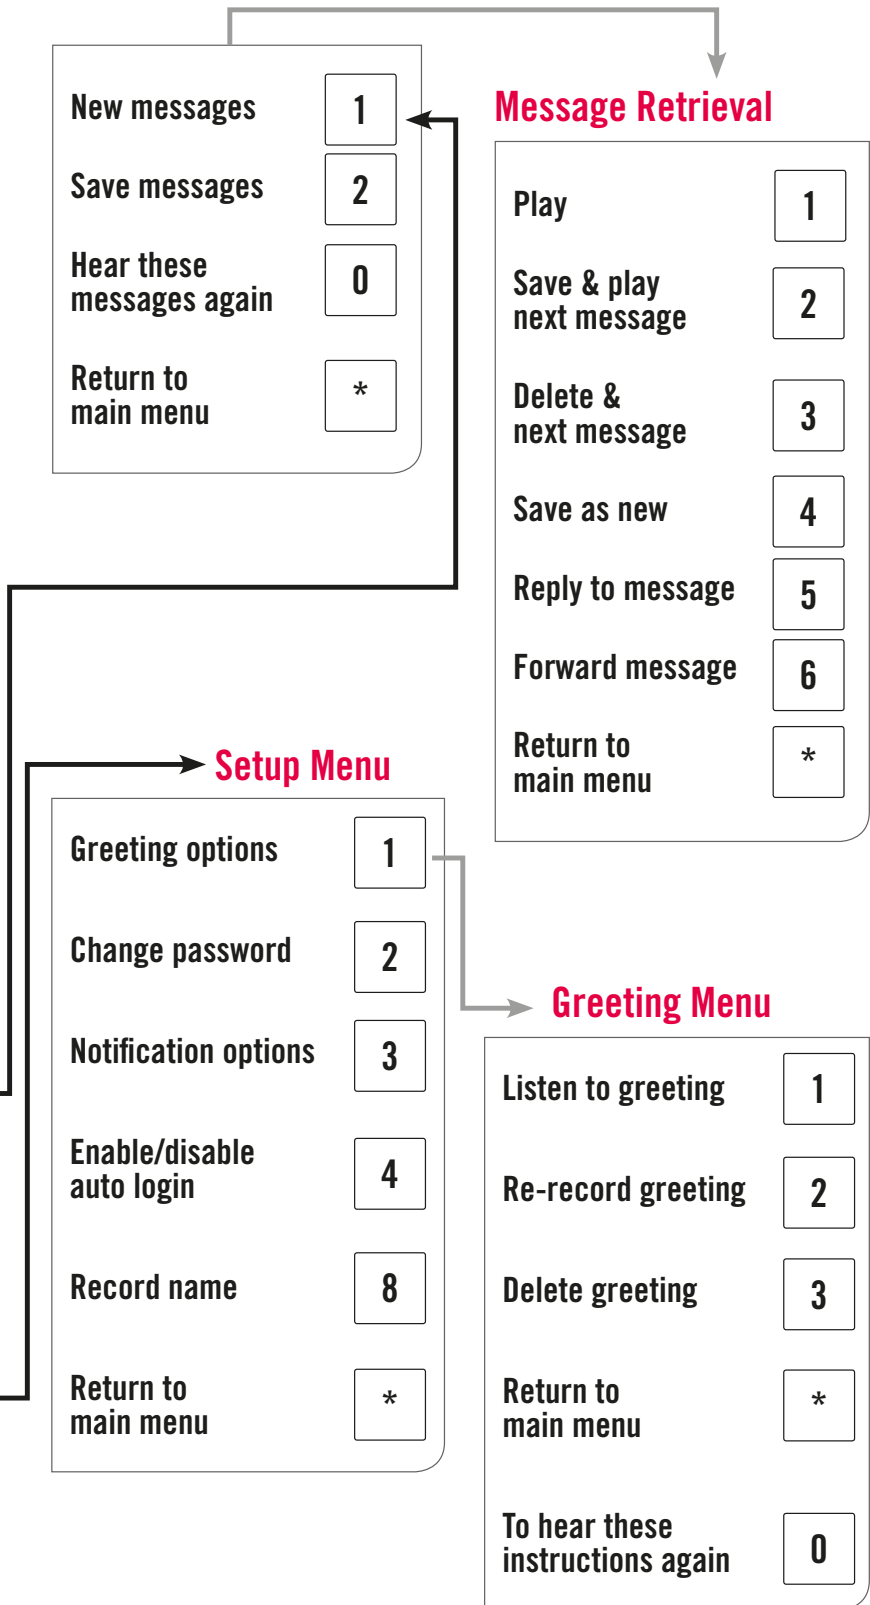 New messages 1
Save messages 2
Hear these
messages again 0
Return to
main menu *
Message Retrieval
Play 1
Save & play
next message 2
Delete &
next message 3
Save as new 4
Reply to message 5
Forward message 6
Return to
main menu *
Setup Menu
Greeting options 1
Change password 2
Notification options 3
Enable/disable
auto login 4
Record name 8
Return to
main menu *
Greeting Menu
Listen to greeting 1
Re-record greeting 2
Delete greeting 3
Return to
main menu *
To hear these
instructions again 0